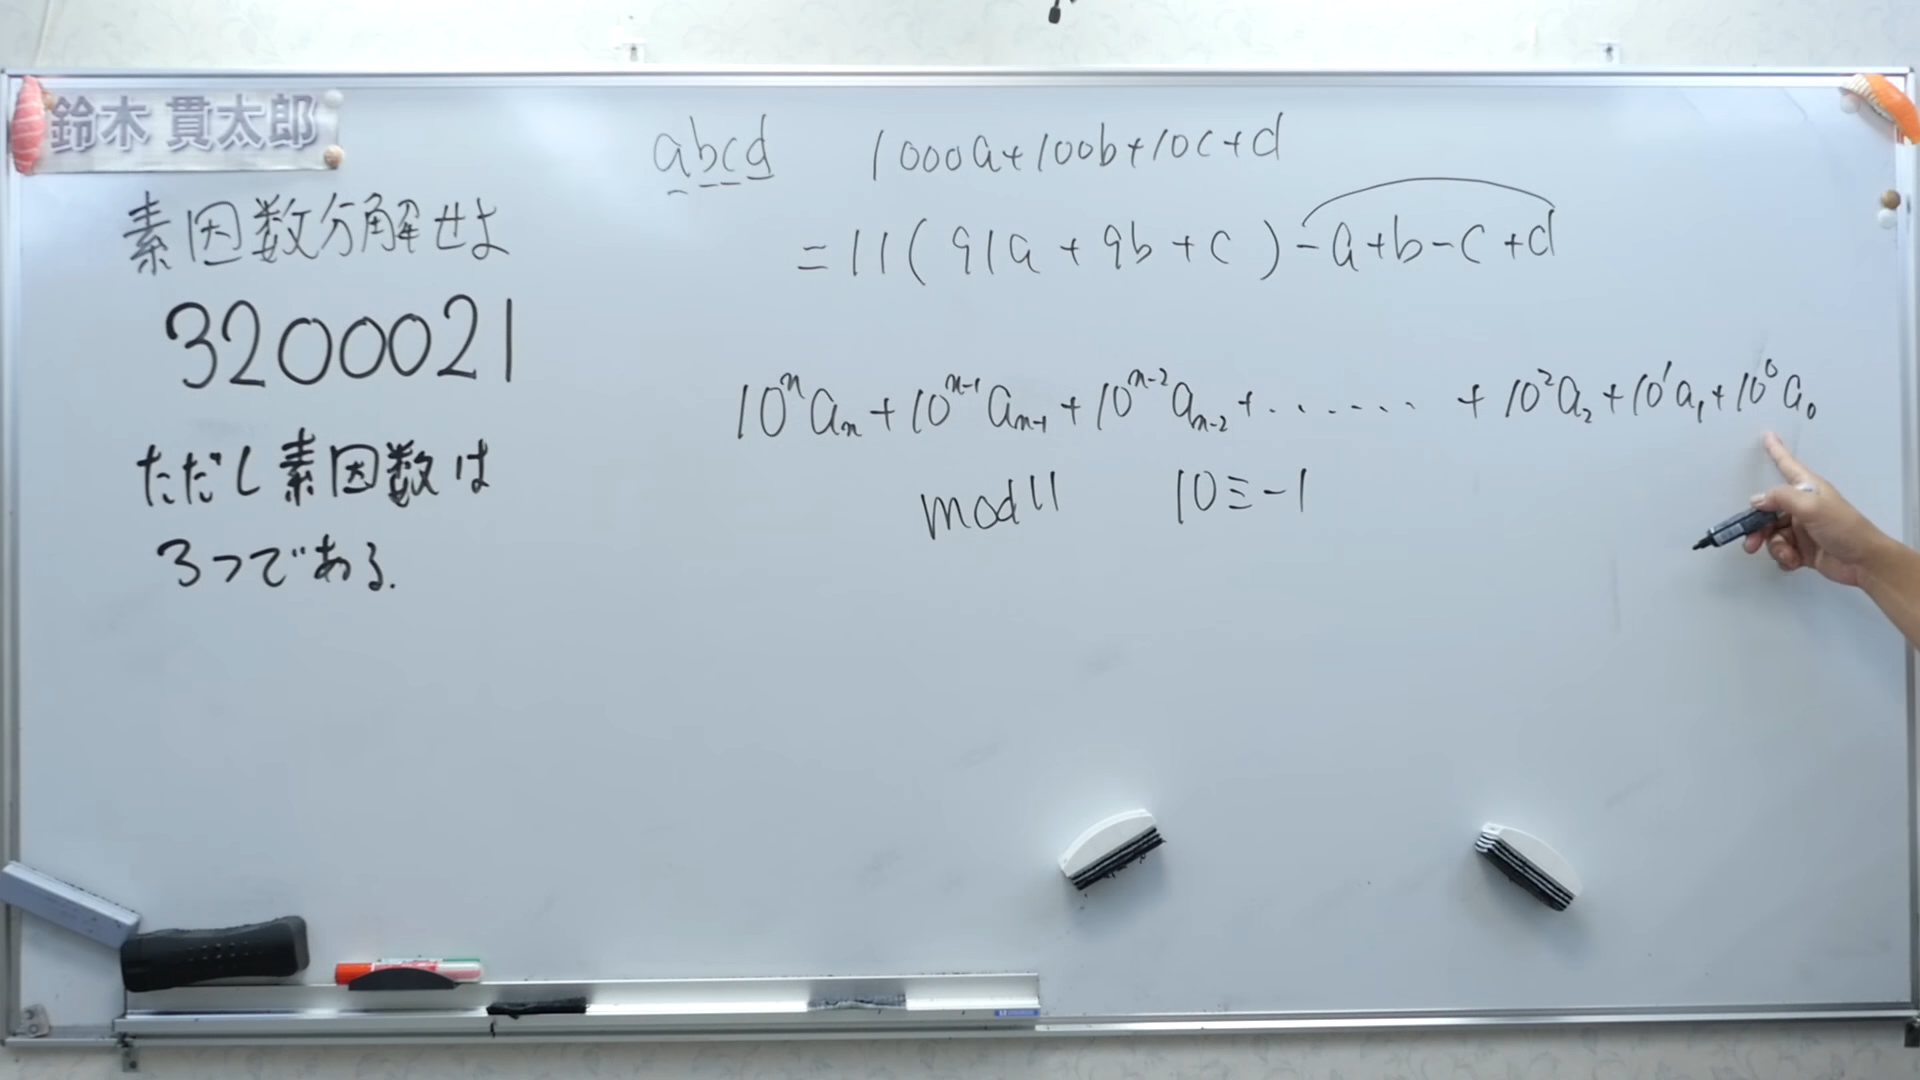 鈴木 貫太郎
素因数分解せよ
3200021
ただし素因数は
3つである.
abcd 1000a+100b+10c+d
=11(91a+9b+c)-a+b-c+d
10ⁿaₙ+10ⁿ⁻¹aₙ₋₁+10ⁿ⁻²aₙ₋₂+‥‥‥+10²a₂+10¹a₁+10⁰a₀
mod11 10≡-1